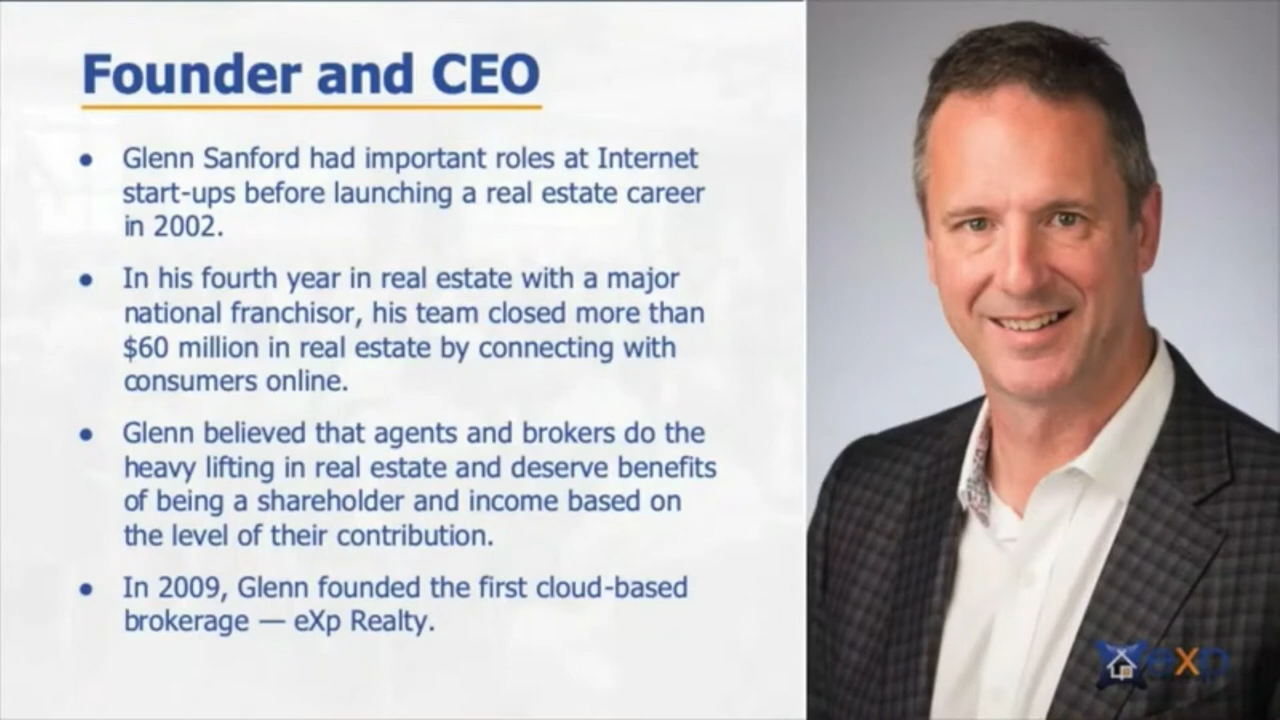 Founder and CEO
● Glenn Sanford had important roles at Internet
start-ups before launching a real estate career
in 2002.
● In his fourth year in real estate with a major
national franchisor, his team closed more than
$60 million in real estate by connecting with
consumers online.
● Glenn believed that agents and brokers do the
heavy lifting in real estate and deserve benefits
of being a shareholder and income based on
the level of their contribution.
● In 2009, Glenn founded the first cloud-based
brokerage — eXp Realty.
eXp